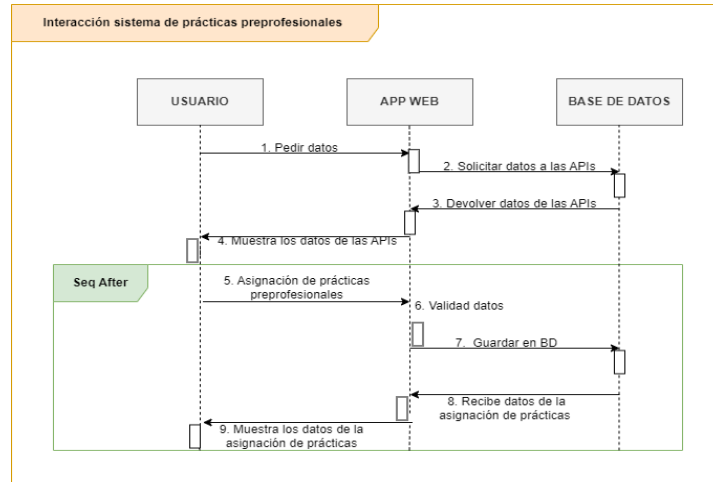 Interacción sistema de prácticas preprofesionales
USUARIO
APP WEB
BASE DE DATOS
1. Pedir datos
2. Solicitar datos a las APIs
3. Devolver datos de las APIs
4. Muestra los datos de las APIs
Seq After
5. Asignación de prácticas
preprofesionales
6. Validad datos
7. Guardar en BD
8. Recibe datos de la
asignación de prácticas
9. Muestra los datos de la
asignación de prácticas